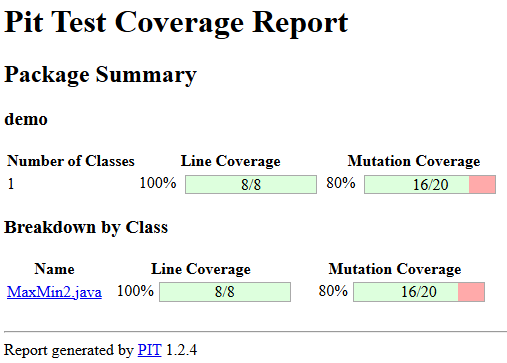 Pit Test Coverage Report
Package Summary
demo
Number of Classes Line Coverage Mutation Coverage
1 100% 8/8 80% 16/20
Breakdown by Class
Name Line Coverage Mutation Coverage
MaxMin2.java 100% 8/8 80% 16/20
Report generated by PIT 1.2.4